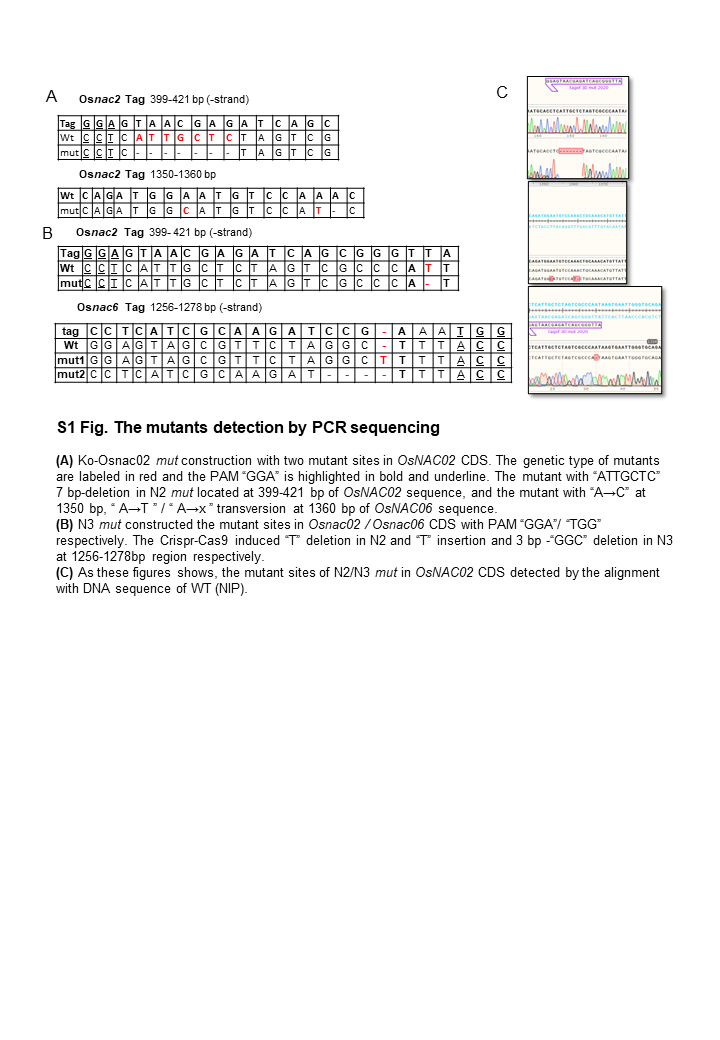 A
Osnac2 Tag 399-421 bp (-strand)
Tag G G A G T A A C G A G A T C A G C
Wt C C T C A T T G C T C T A G T C G
mut C C T C - - - - - - - T A G T C G
Osnac2 Tag 1350-1360 bp
Wt C A G A T G G A A T G T C C A A A C
mut C A G A T G G C A T G T C C A T - C
B Osnac2 Tag 399- 421 bp (-strand)
Tag G G A G T A A C G A G A T C A G C G G G T T A
Wt C C T C A T T G C T C T A G T C G C C C A T T
mut C C T C A T T G C T C T A G T C G C C C A - T
Osnac6 Tag 1256-1278 bp (-strand)
tag C C T C A T C G C A A G A T C C G - A A A T G G
Wt G G A G T A G C G T T C T A G G C - T T T A C C
mut1 G G A G T A G C G T T C T A G G C T T T T A C C
mut2 C C T C A T C G C A A G A T - - - - T T T A C C
C
GGAGTAACGAGATCAGCGGGTTA
tagof 3D mut 2020
AATGCACCTCATTGCTCTAGTCGCCCAATAA
AATGCACCTC-------TAGTCGCCCAATAA
S1 Fig. The mutants detection by PCR sequencing
(A) Ko-Osnac02 mut construction with two mutant sites in OsNAC02 CDS. The genetic type of mutants
are labeled in red and the PAM “GGA” is highlighted in bold and underline. The mutant with “ATTGCTC”
7 bp-deletion in N2 mut located at 399-421 bp of OsNAC02 sequence, and the mutant with “A→C” at
1350 bp, “ A→T ” / “ A→x ” transversion at 1360 bp of OsNAC06 sequence.
(B) N3 mut constructed the mutant sites in Osnac02 / Osnac06 CDS with PAM “GGA”/ “TGG”
respectively. The Crispr-Cas9 induced “T” deletion in N2 and “T” insertion and 3 bp -“GGC” deletion in N3
at 1256-1278bp region respectively.
(C) As these figures shows, the mutant sites of N2/N3 mut in OsNAC02 CDS detected by the alignment
with DNA sequence of WT (NIP).